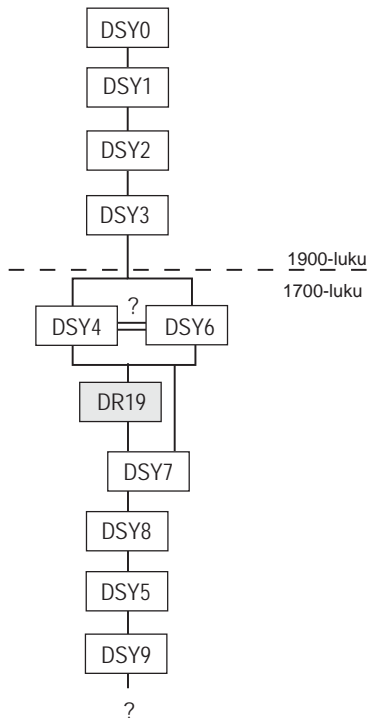 DSY0
DSY1
DSY2
DSY3
1900-luku
1700-luku
?
DSY4 DSY6
DR19
DSY7
DSY8
DSY5
DSY9
?